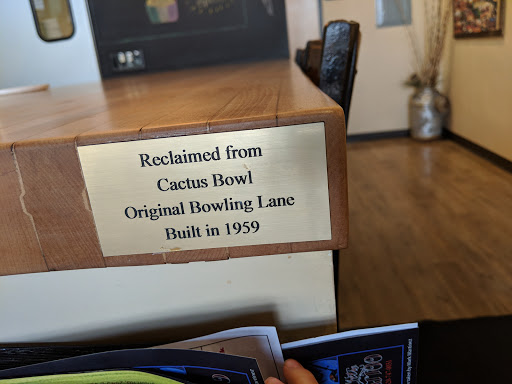 Reclaimed from
Cactus Bowl
Original Bowling Lane
Built in 1959